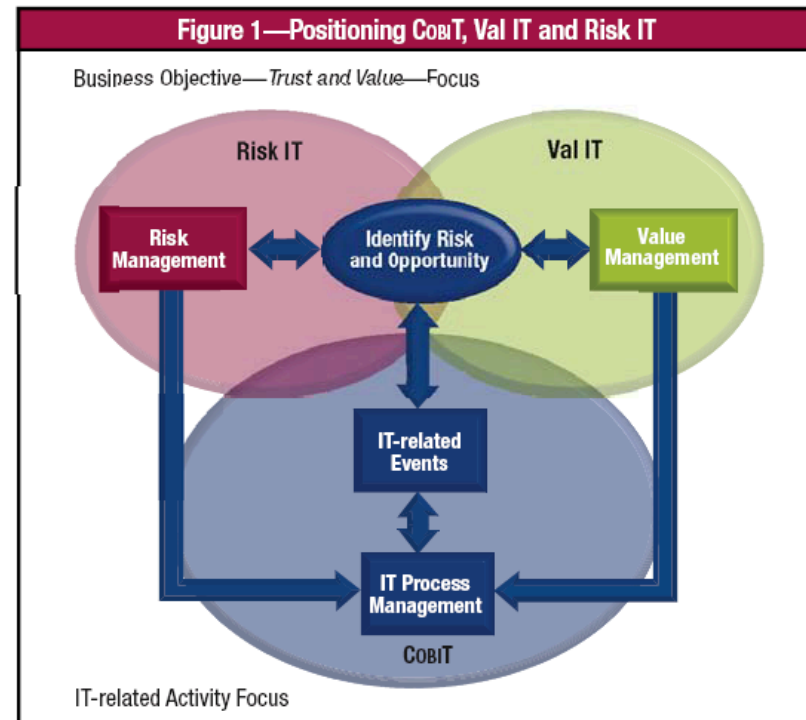 Figure 1—Positioning COBIT, Val IT and Risk IT
Business Objective—Trust and Value—Focus
Risk IT
Val IT
Risk
Management
Identify Risk
and Opportunity
Value
Management
IT-related
Events
IT Process
Management
COBIT
IT-related Activity Focus